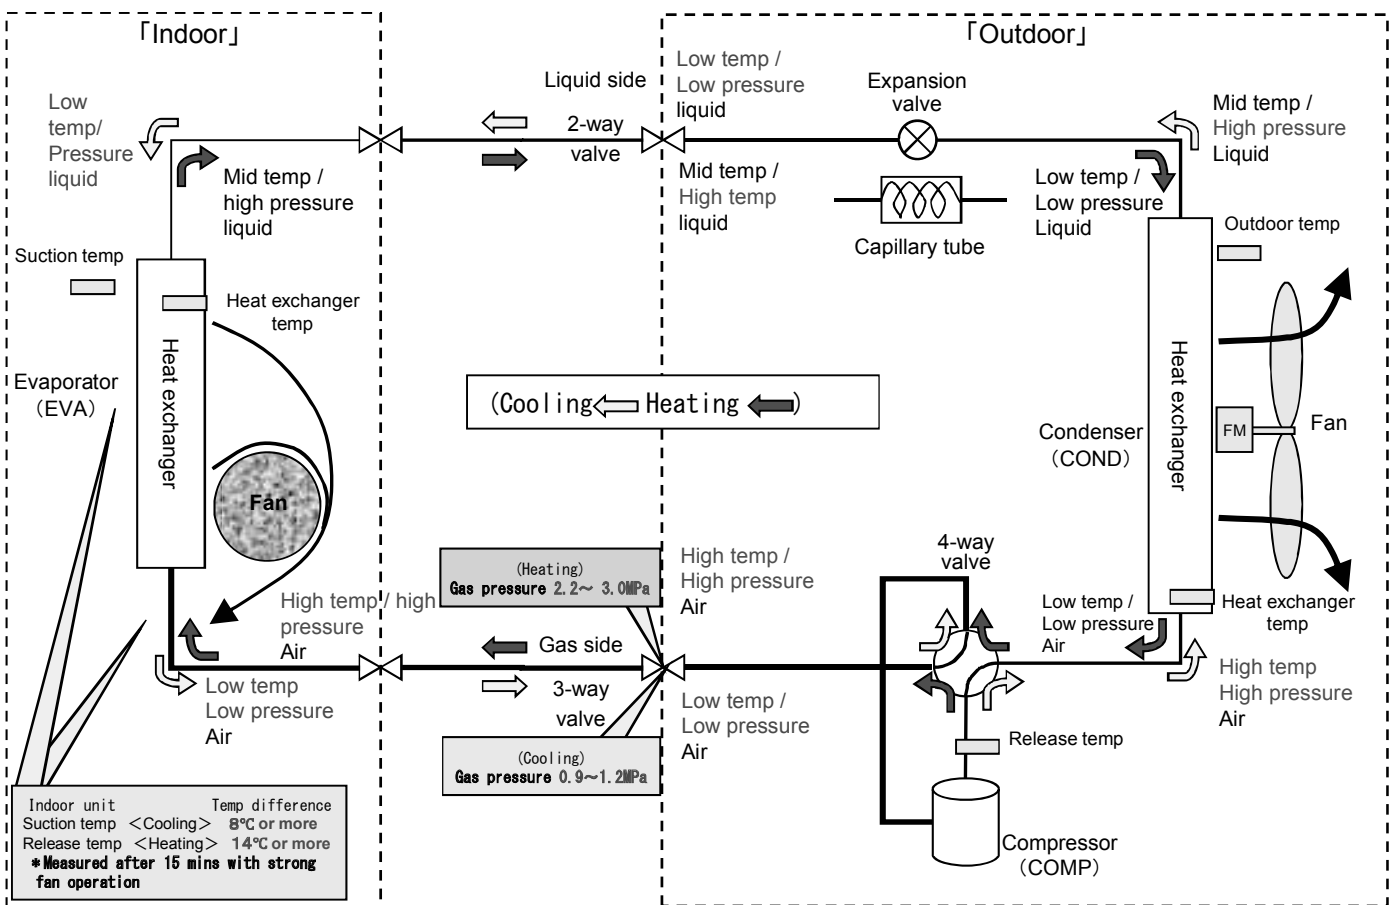 「Indoor」
「Outdoor」
Low
temp/
Pressure
liquid
Mid temp /
high pressure
liquid
Liquid side
2-way
valve
Low temp /
Low pressure
liquid
Mid temp /
High temp
liquid
Expansion
valve
Capillary tube
Mid temp /
High pressure
Liquid
Low temp /
Low pressure
Liquid
Suction temp
Heat exchanger
temp
Outdoor temp
Heat exchanger
Evaporator
（EVA）
Fan
(Cooling Heating )
Condenser
（COND）
Heat exchanger
FM
Fan
(Heating)
Gas pressure 2.2～ 3.0MPa
High temp /
High pressure
Air
4-way
valve
High temp / high
pressure
Air
Gas side
3-way
valve
Low temp /
Low pressure
Air
Heat exchanger
temp
Low temp
Low pressure
Air
Low temp /
Low pressure
Air
High temp
High pressure
Air
(Cooling)
Gas pressure 0.9～1.2MPa
Release temp
Compressor
（COMP）
Indoor unit Temp difference
Suction temp ＜Cooling＞ 8℃ or more
Release temp ＜Heating＞ 14℃ or more
*Measured after 15 mins with strong
fan operation